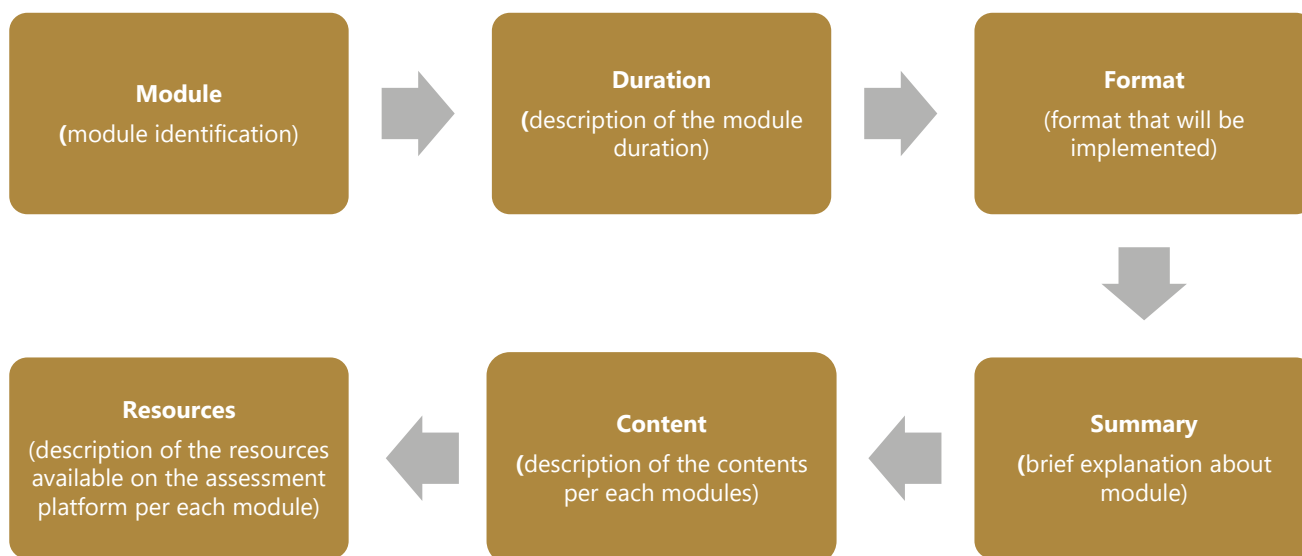 Module
(module identification)
Duration
(description of the module
duration)
Format
(format that will be
implemented)
Summary
(brief explanation about
module)
Content
(description of the contents
per each modules)
Resources
(description of the resources
available on the assessment
platform per each module)